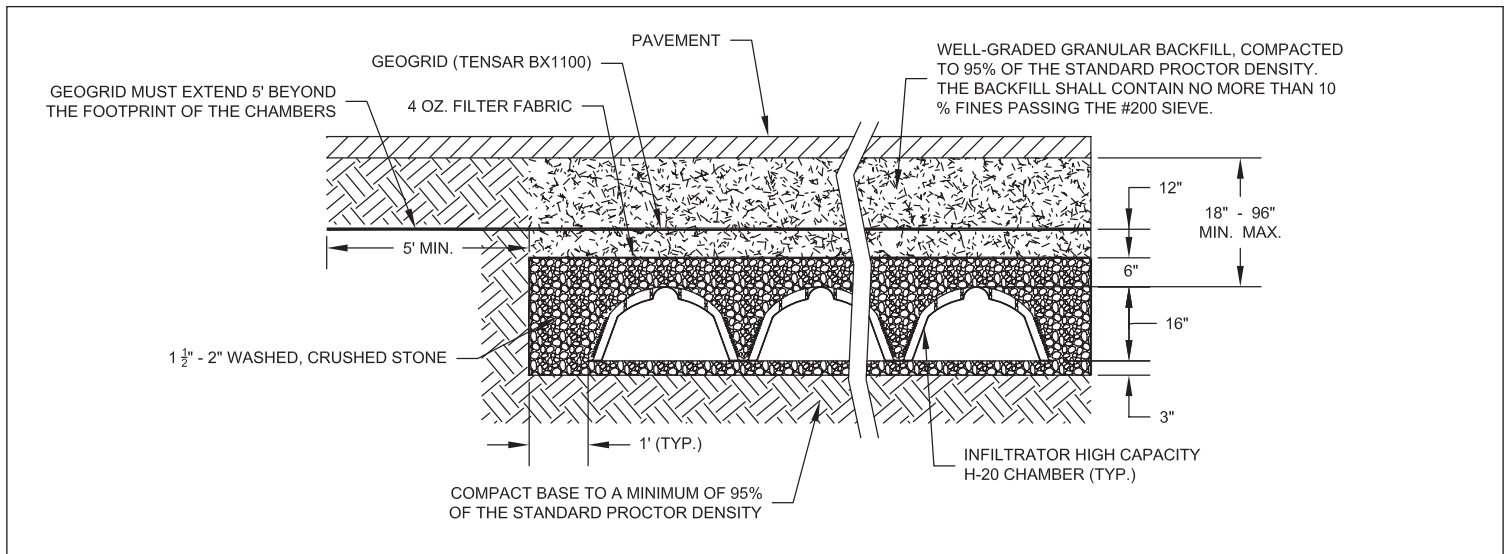 PAVEMENT
GEOGRID (TENSAR BX1100)
GEOGRID MUST EXTEND 5' BEYOND
THE FOOTPRINT OF THE CHAMBERS
4 OZ. FILTER FABRIC
WELL-GRADED GRANULAR BACKFILL, COMPACTED
TO 95% OF THE STANDARD PROCTOR DENSITY.
THE BACKFILL SHALL CONTAIN NO MORE THAN 10
% FINES PASSING THE #200 SIEVE.
12"
18" - 96"
MIN. MAX.
5' MIN.
6"
16"
1 1/2" - 2" WASHED, CRUSHED STONE
3"
1' (TYP.)
INFILTRATOR HIGH CAPACITY
H-20 CHAMBER (TYP.)
COMPACT BASE TO A MINIMUM OF 95%
OF THE STANDARD PROCTOR DENSITY